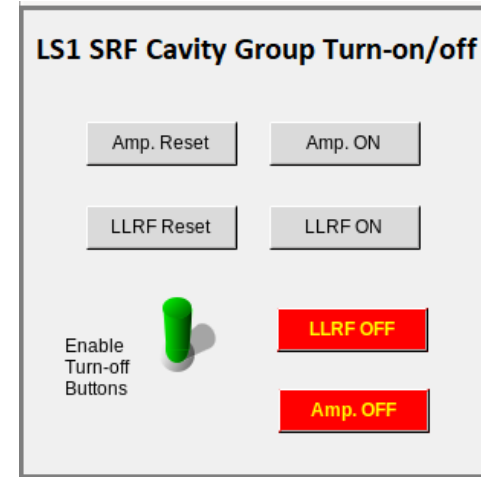 LS1 SRF Cavity Group Turn-on/off
Amp. Reset
Amp. ON
LLRF Reset
LLRF ON
Enable
Turn-off
Buttons
LLRF OFF
Amp. OFF